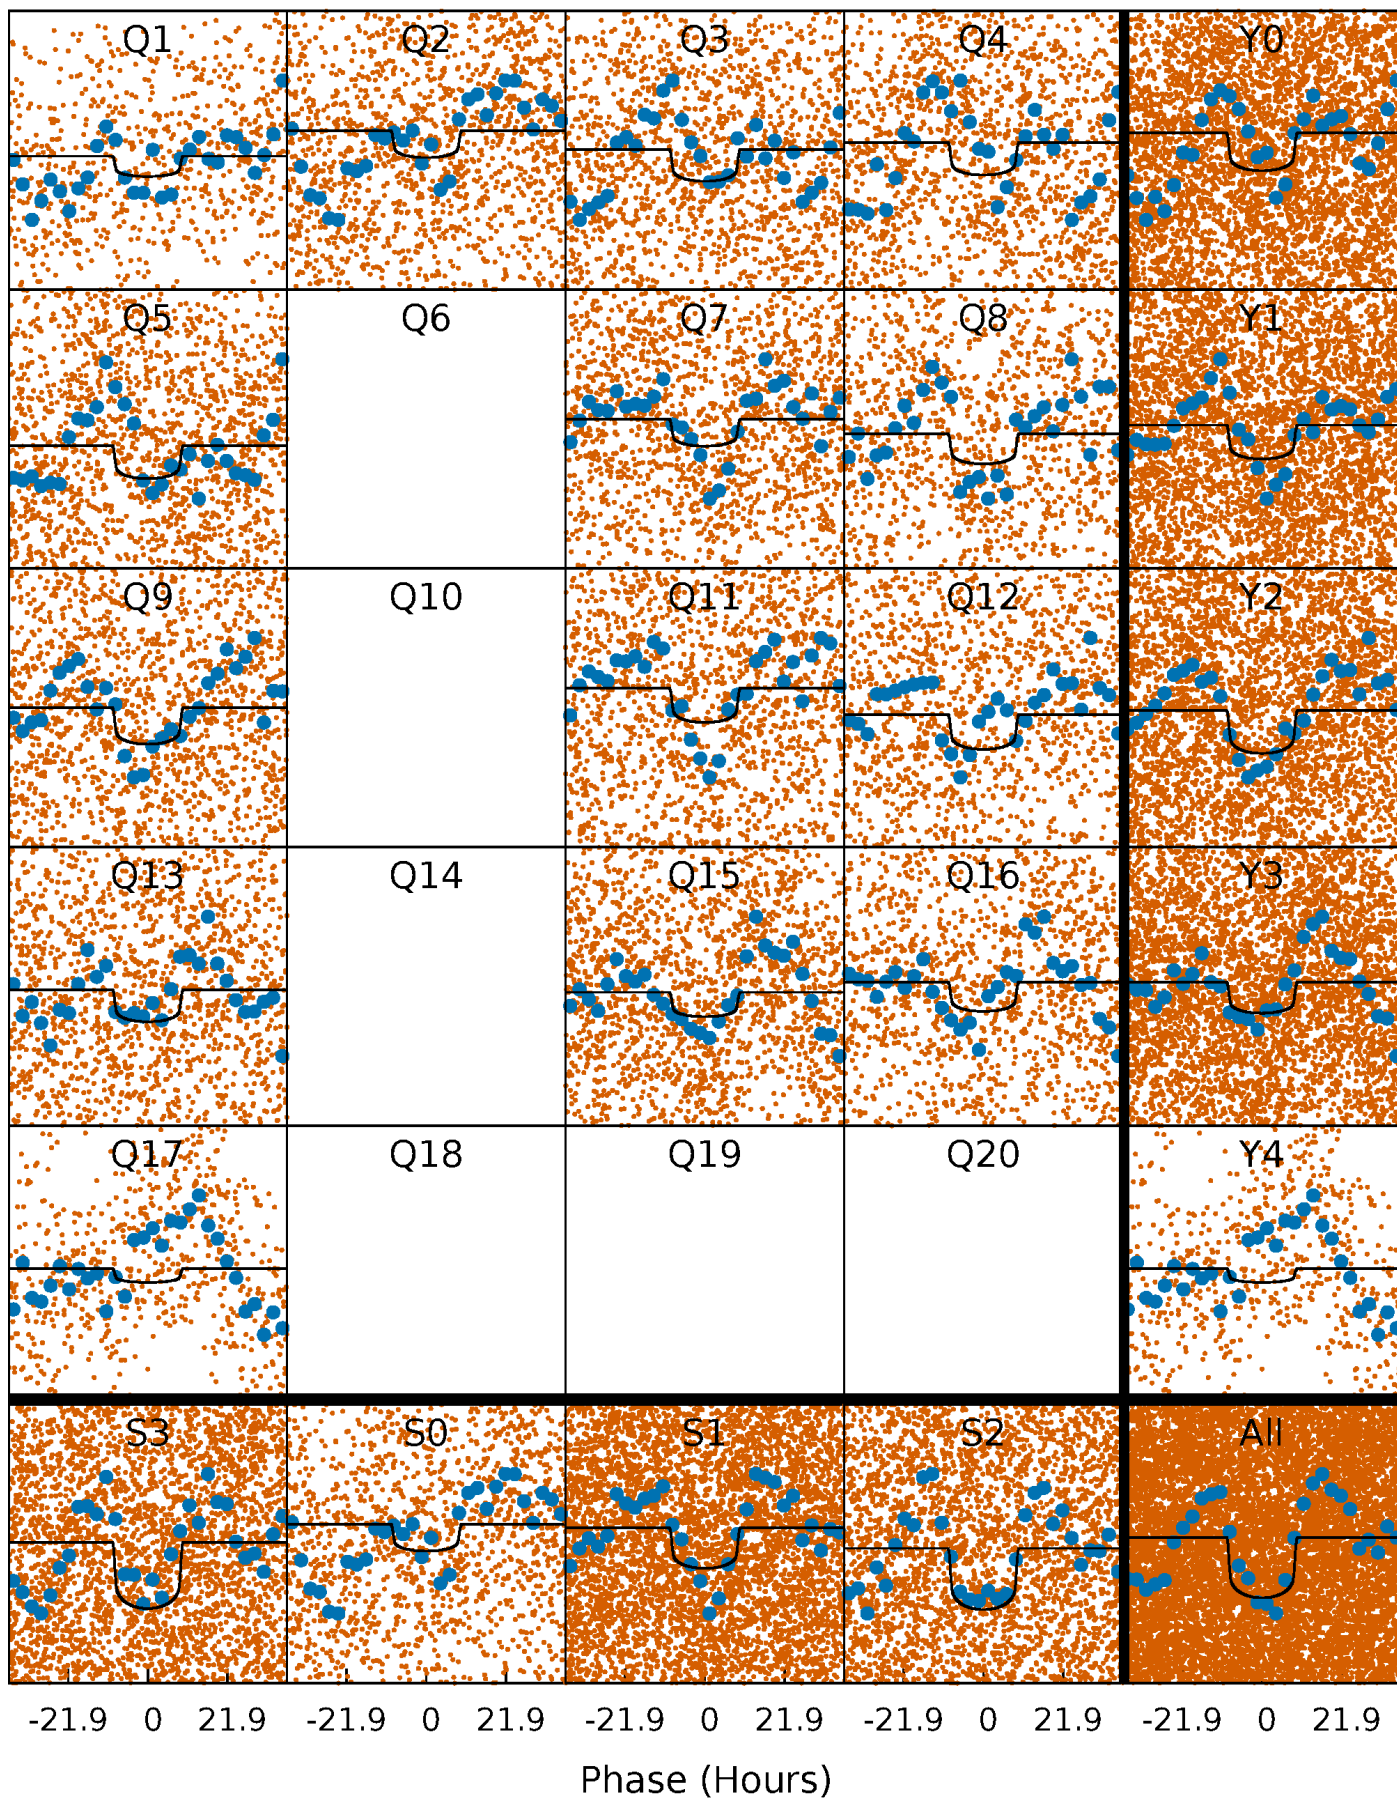 Q1 Q2 Q3 Q4 Y0
Q5 Q6 Q7 Q8 Y1
Q9 Q10 Q11 Q12 Y2
Q13 Q14 Q15 Q16 Y3
Q17 Q18 Q19 Q20 Y4
S3 S0 S1 S2 All
-21.9 0 21.9 -21.9 0 21.9 -21.9 0 21.9 -21.9 0 21.9 -21.9 0 21.9
Phase (Hours)